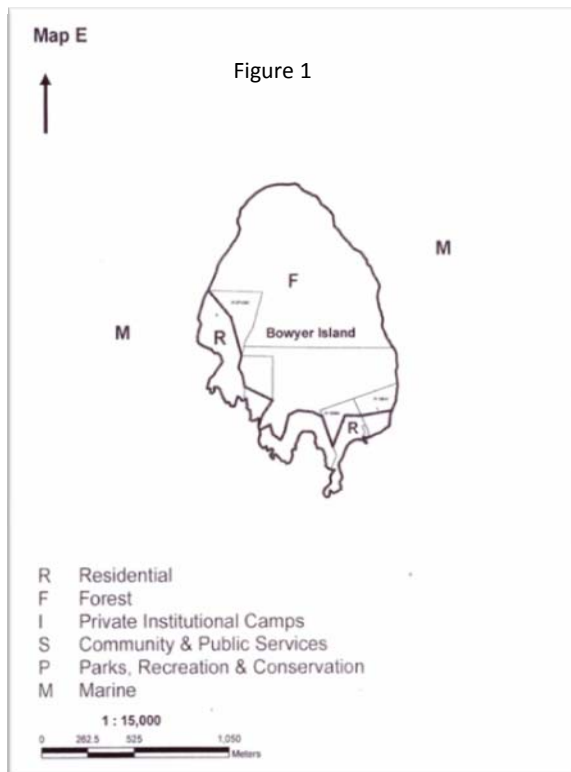 Map E
Figure 1
M
F
M
Bowyer Island
R
R
R Residential
F Forest
I Private Institutional Camps
S Community & Public Services
P Parks, Recreation & Conservation
M Marine
1 : 15,000
0 262.5 525 1,050
Meters